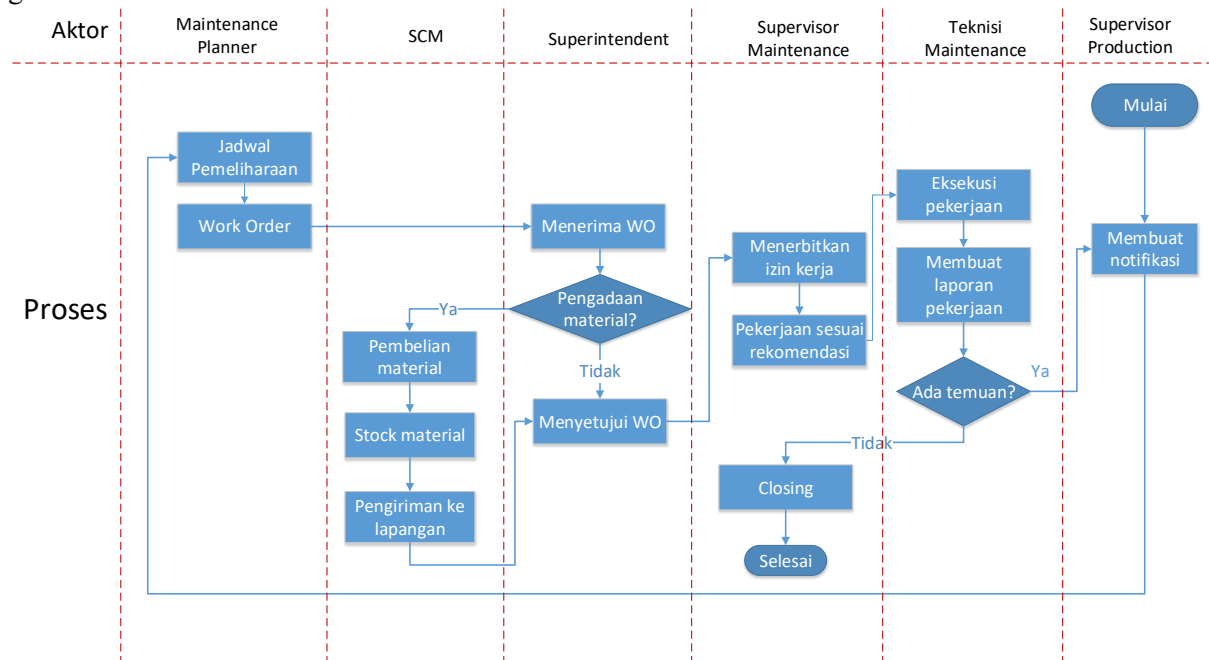 Aktor
Maintenance
Planner
SCM
Superintendent
Supervisor
Maintenance
Teknisi
Maintenance
Supervisor
Production
Proses
Mulai
Jadwal
Pemeliharaan
Work Order
Menerima WO
Pengadaan
material?
Ya
Tidak
Pembelian
material
Stock material
Pengiriman ke
lapangan
Menyetujui WO
Menerbitkan
izin kerja
Pekerjaan sesuai
rekomendasi
Eksekusi
pekerjaan
Membuat
laporan
pekerjaan
Ada temuan?
Ya
Tidak
Membuat
notifikasi
Closing
Selesai